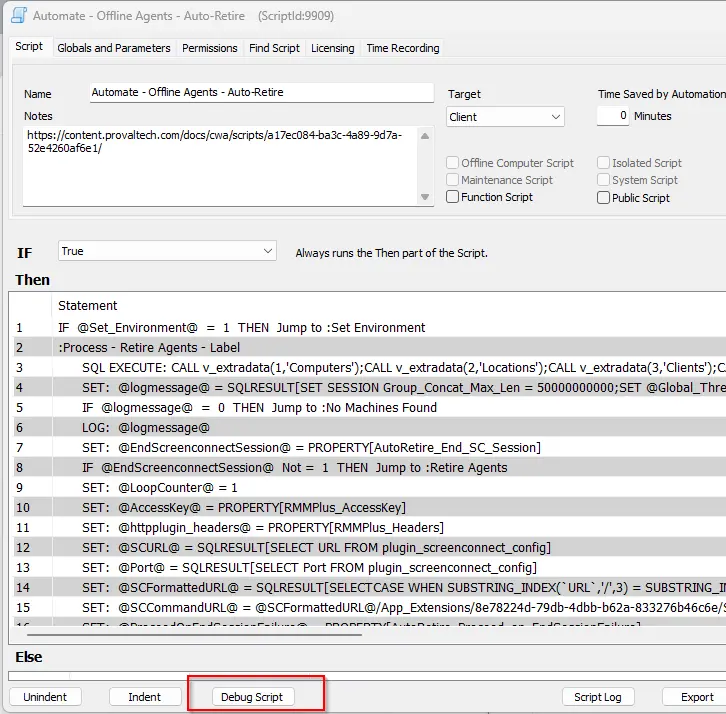 Automate - Offline Agents - Auto-Retire (ScriptId:9909)
Script Globals and Parameters Permissions Find Script Licensing Time Recording
Name Automate - Offline Agents - Auto-Retire Target Time Saved by Automation
Client 0 Minutes
Notes
https://content.provaltech.com/docs/cwa/scripts/a17ec084-ba3c-4a89-9d7a-
52e4260af6e1/
Offline Computer Script Isolated Script
Maintenance Script System Script
Function Script Public Script
IF True Always runs the Then part of the Script.
Then
Statement
1 IF @Set_Environment@ = 1 THEN Jump to :Set Environment
2 :Process - Retire Agents - Label
3 SQL EXECUTE: CALL v_extradata(1,'Computers');CALL v_extradata(2,'Locations');CALL v_extradata(3,'Clients');C
4 SET: @logmessage@ = SQLRESULT[SET SESSION Group_Concat_Max_Len = 50000000000;SET @Global_Thre
5 IF @logmessage@ = 0 THEN Jump to :No Machines Found
6 LOG: @logmessage@
7 SET: @EndScreenconnectSession@ = PROPERTY[AutoRetire_End_SC_Session]
8 IF @EndScreenconnectSession@ Not = 1 THEN Jump to :Retire Agents
9 SET: @LoopCounter@ = 1
10 SET: @AccessKey@ = PROPERTY[RMMPlus_AccessKey]
11 SET: @httpplugin_headers@ = PROPERTY[RMMPlus_Headers]
12 SET: @SCURL@ = SQLRESULT[SELECT URL FROM plugin_screenconnect_config]
13 SET: @Port@ = SQLRESULT[SELECT Port FROM plugin_screenconnect_config]
14 SET: @SCFormattedURL@ = SQLRESULT[SELECTCASE WHEN SUBSTRING_INDEX(`URL`,'/',3) = SUBSTRING_IN
15 SET: @SCCommandURL@ = @SCFormattedURL@/App_Extensions/8e78224d-79db-4dbb-b62a-833276b46c6e/S
16 SET: @ProceedOnEndSessionFailure@ = PROPERTY[AutoRetire_Proceed_on_EndSessionFailure]
Else
Unindent Indent Debug Script Script Log Export